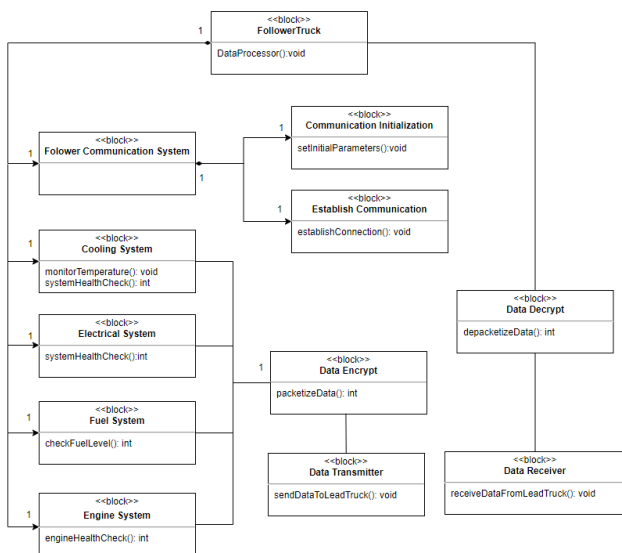 <<block>>
FollowerTruck
DataProcessor():void
1
<<block>>
Folower Communication System
1
1
<<block>>
Communication Initialization
setInitialParameters():void
1
<<block>>
Establish Communication
establishConnection(): void
1
<<block>>
Cooling System
monitorTemperature(): void
systemHealthCheck(): int
1
<<block>>
Electrical System
systemHealthCheck():int
1
<<block>>
Fuel System
checkFuelLevel(): int
1
<<block>>
Engine System
engineHealthCheck(): int
1
<<block>>
Data Encrypt
packetizeData(): int
1
<<block>>
Data Transmitter
sendDataToLeadTruck(): void
<<block>>
Data Decrypt
depacketizeData(): int
<<block>>
Data Receiver
receiveDataFromLeadTruck(): void